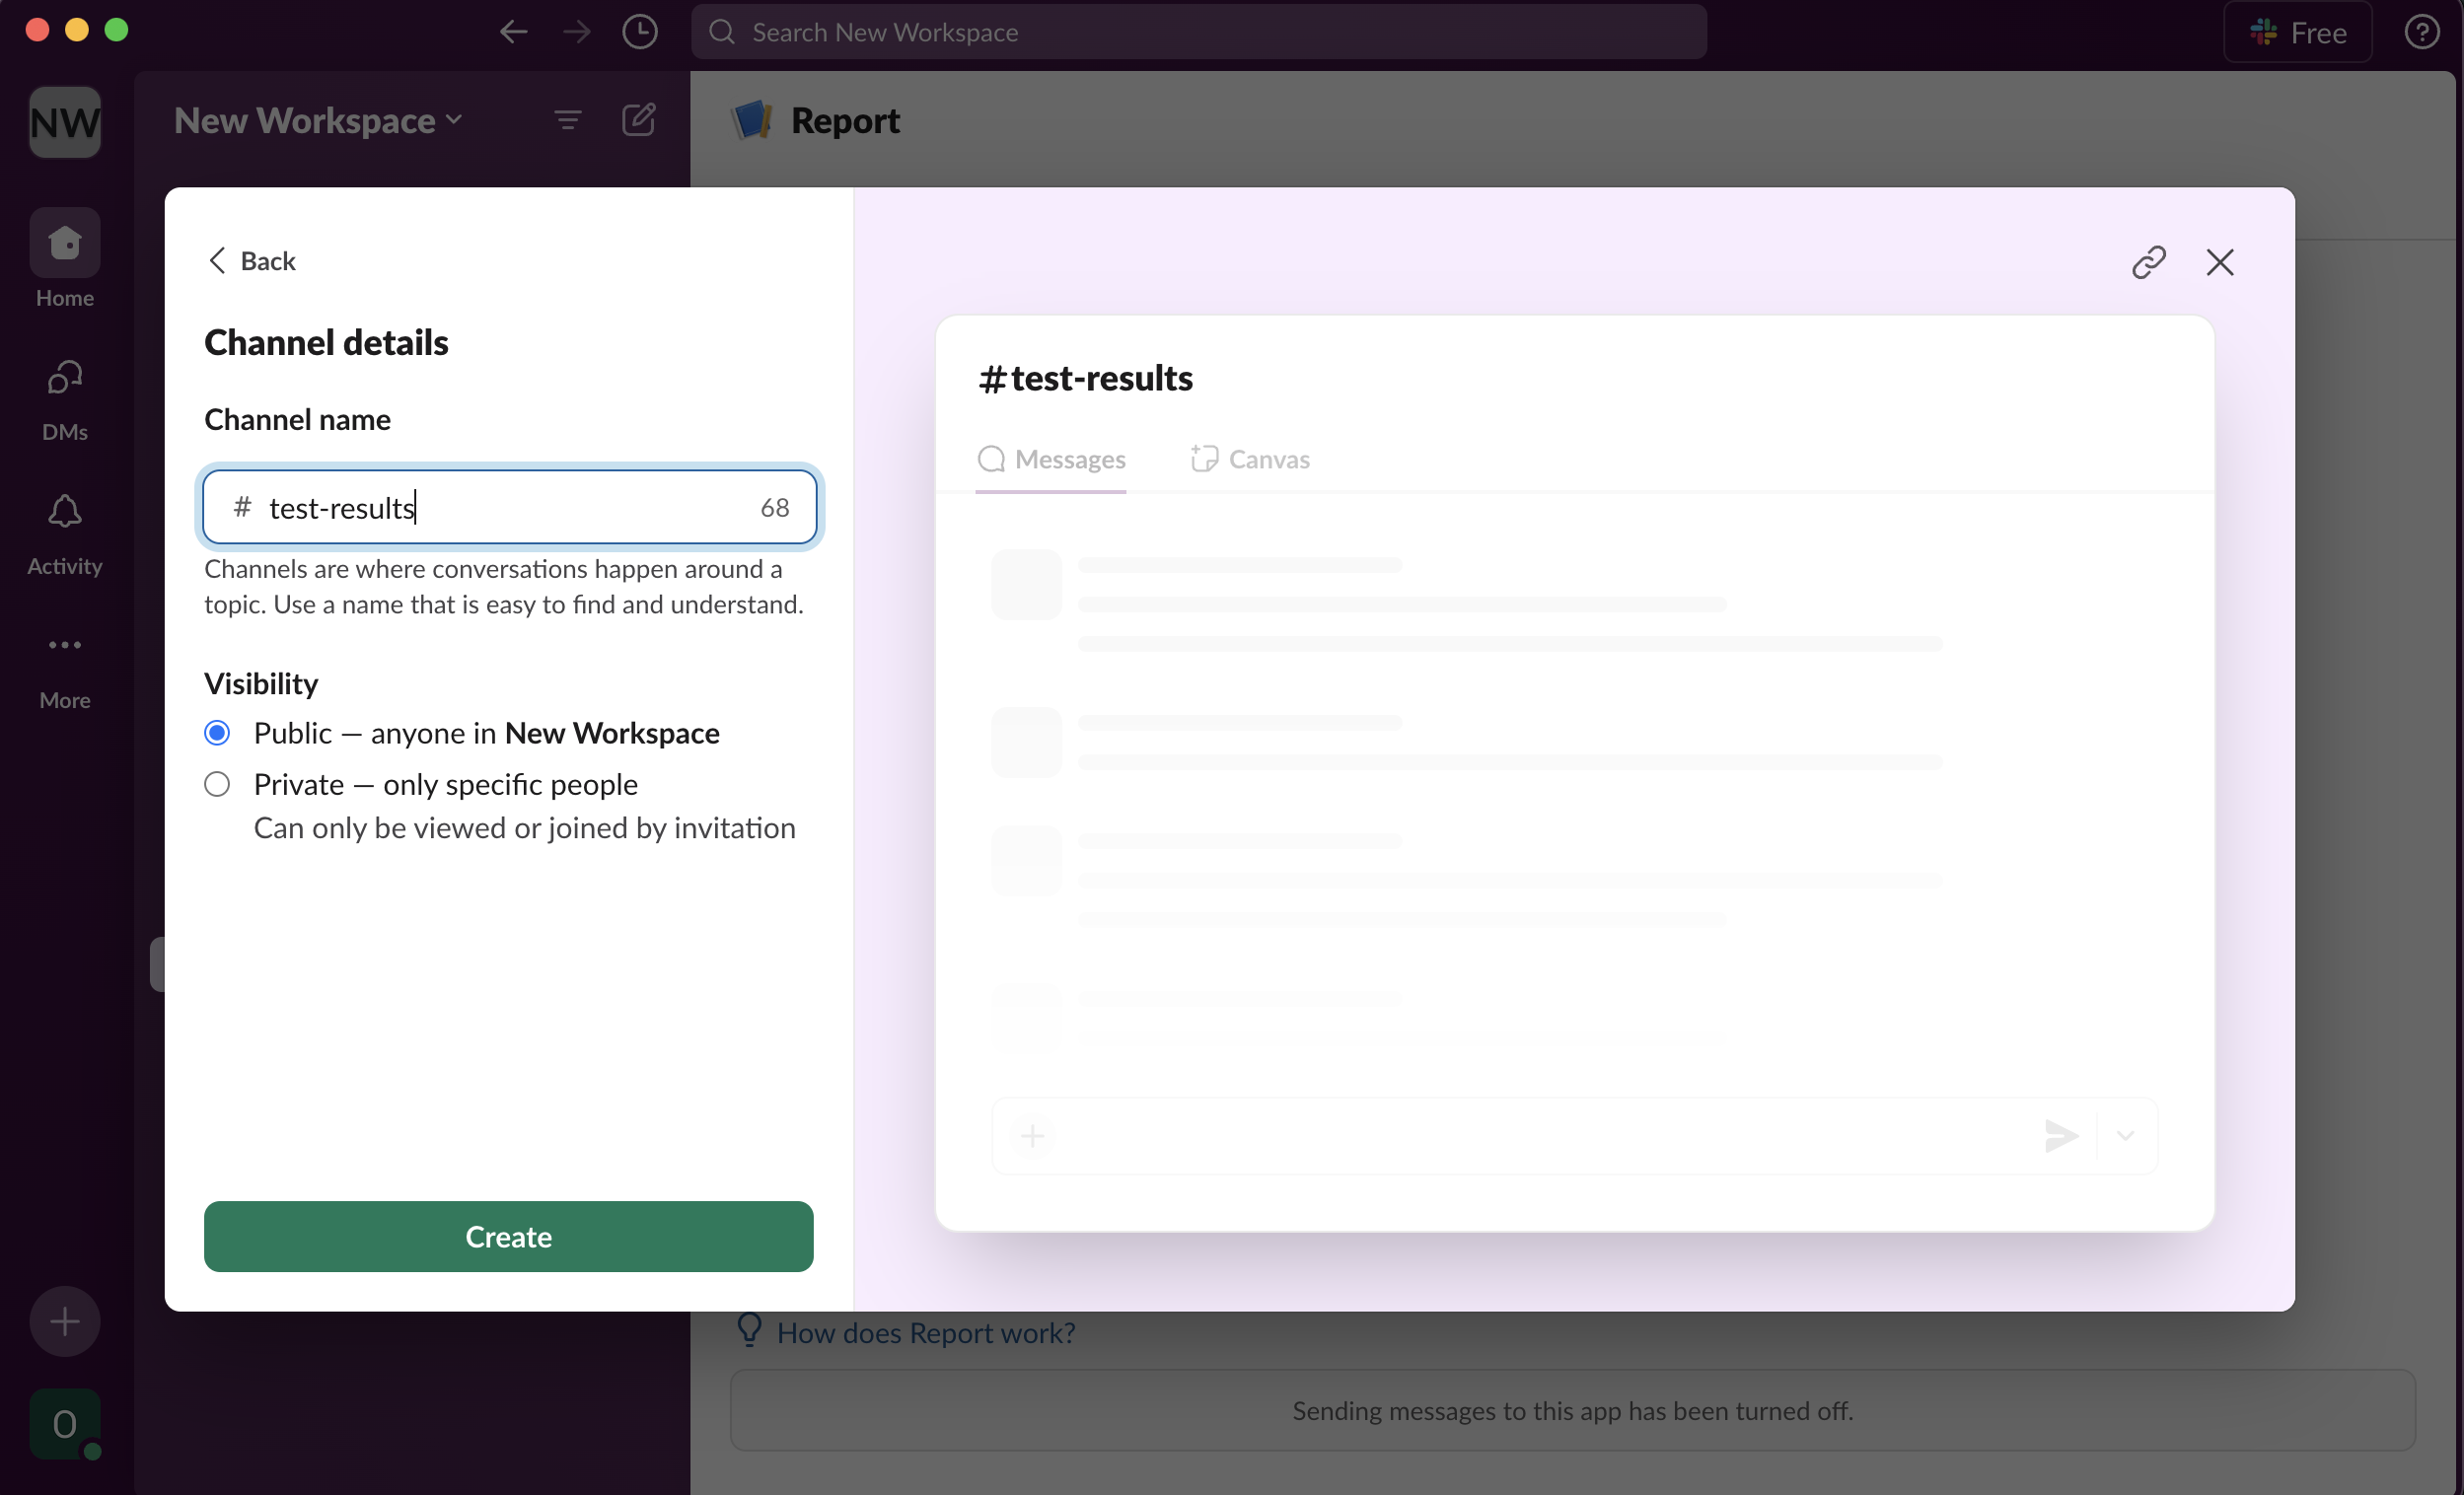 Search New Workspace
Free
NW
New Workspace
Report
Home
DMs
Activity
More
Back
Channel details
Channel name
# test-results 68
Channels are where conversations happen around a
topic. Use a name that is easy to find and understand.
Visibility
Public — anyone in New Workspace
Private — only specific people
Can only be viewed or joined by invitation
Create
#test-results
Messages
Canvas
How does Report work?
Sending messages to this app has been turned off.
O